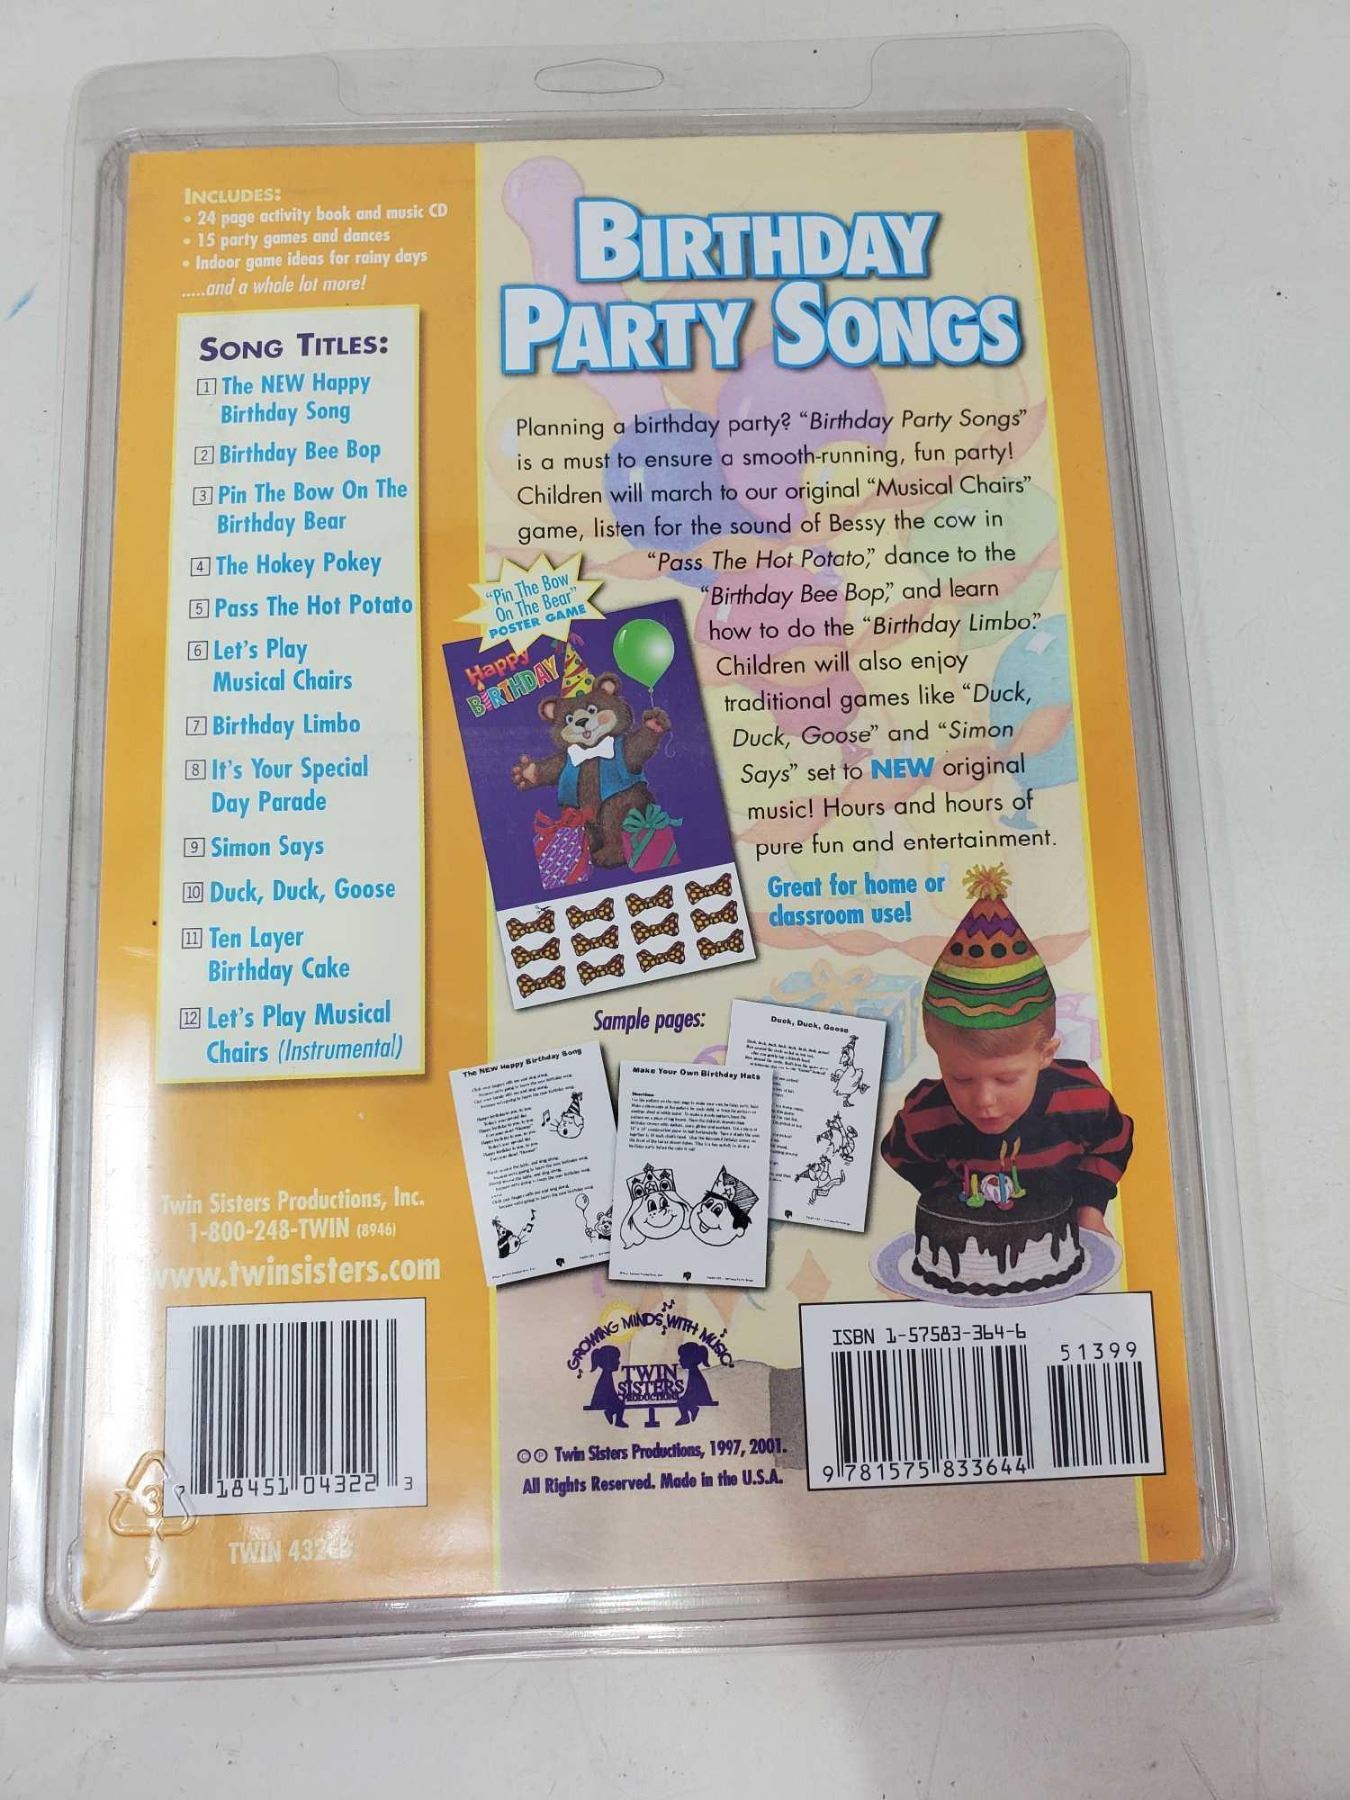 INCLUDES:
• 24 page activity book and music CD
• 15 party games and dances
• Indoor game ideas for rainy days
.....and a whole lot more!
SONG TITLES:
1 The NEW Happy
Birthday Song
2 Birthday Bee Bop
3 Pin The Bow On The
Birthday Bear
4 The Hokey Pokey
5 Pass The Hot Potato
6 Let's Play
Musical Chairs
7 Birthday Limbo
8 It's Your Special
Day Parade
9 Simon Says
10 Duck, Duck, Goose
11 Ten Layer
Birthday Cake
12 Let's Play Musical
Chairs (Instrumental)
Twin Sisters Productions, Inc.
1-800-248-TWIN (8946)
www.twinsisters.com
7 18451 04322 3
3
BIRTHDAY
PARTY SONGS
Planning a birthday party? “Birthday Party Songs”
is a must to ensure a smooth-running, fun party!
Children will march to our original “Musical Chairs”
game, listen for the sound of Bessy the cow in
“Pass The Hot Potato,” dance to the
“Birthday Bee Bop,” and learn
how to do the “Birthday Limbo.”
Children will also enjoy
traditional games like “Duck,
Duck, Goose” and “Simon
Says” set to NEW original
music! Hours and hours of
pure fun and entertainment.
Great for home or
classroom use!
“Pin The Bow
On The Bear”
POSTER GAME
Happy
BIRTHDAY
Sample pages:
The NEW Happy Birthday Song
Make Your Own Birthday Hats
Duck, Duck, Goose
GROWING MINDS WITH MUSIC
TWIN
SISTERS
PRODUCTIONS
©℗ Twin Sisters Productions, 1997, 2001.
All Rights Reserved. Made in the U.S.A.
ISBN 1-57583-364-6
51399
9 781575 833644